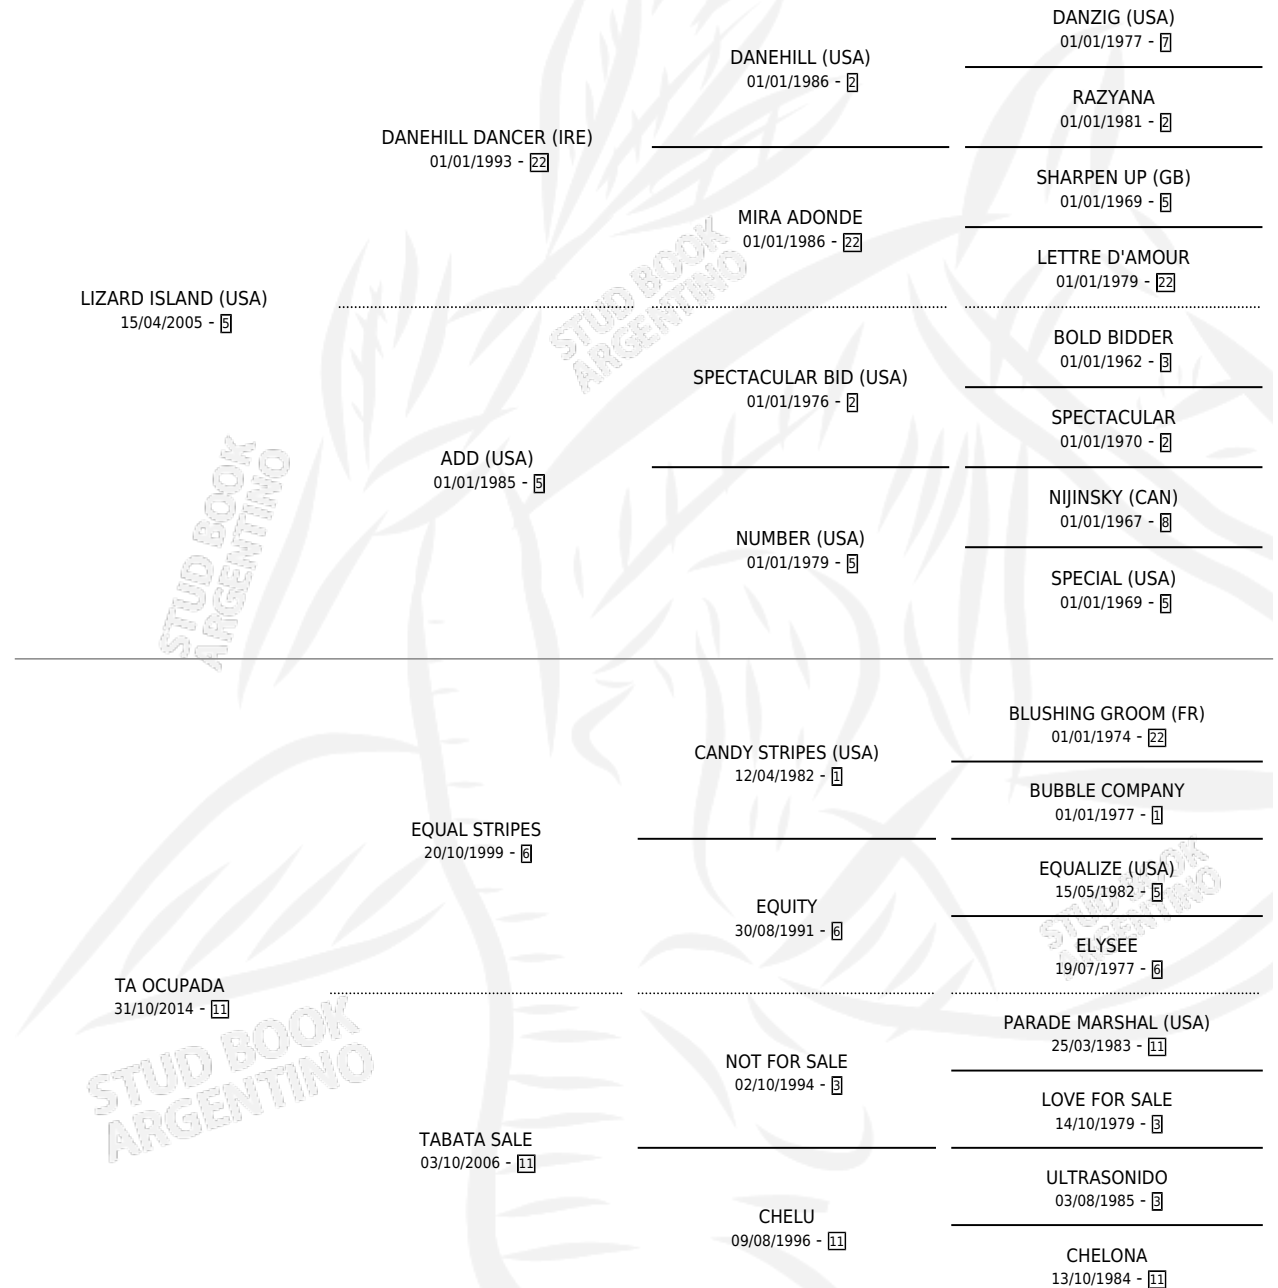 DANZIG (USA)
01/01/1977 - 7
DANEHILL (USA)
01/01/1986 - 2
RAZYANA
01/01/1981 - 2
DANEHILL DANCER (IRE)
01/01/1993 - 22
SHARPEN UP (GB)
01/01/1969 - 5
MIRA ADONDE
01/01/1986 - 22
LETTRE D'AMOUR
01/01/1979 - 22
LIZARD ISLAND (USA)
15/04/2005 - 5
BOLD BIDDER
01/01/1962 - 3
SPECTACULAR BID (USA)
01/01/1976 - 2
SPECTACULAR
01/01/1970 - 2
ADD (USA)
01/01/1985 - 5
NIJINSKY (CAN)
01/01/1967 - 8
NUMBER (USA)
01/01/1979 - 5
SPECIAL (USA)
01/01/1969 - 5
BLUSHING GROOM (FR)
01/01/1974 - 22
CANDY STRIPES (USA)
12/04/1982 - 1
BUBBLE COMPANY
01/01/1977 - 1
EQUAL STRIPES
20/10/1999 - 6
EQUALIZE (USA)
15/05/1982 - 5
EQUITY
30/08/1991 - 6
ELYSEE
19/07/1977 - 6
TA OCUPADA
31/10/2014 - 11
PARADE MARSHAL (USA)
25/03/1983 - 11
NOT FOR SALE
02/10/1994 - 3
LOVE FOR SALE
14/10/1979 - 3
TABATA SALE
03/10/2006 - 11
ULTRASONIDO
03/08/1985 - 3
CHELU
09/08/1996 - 11
CHELONA
13/10/1984 - 11
STUD BOOK
ARGENTINO
STUD BOOK
ARGENTINO
STUD BOOK
ARGENTINO
STUD BOOK
ARGENTINO